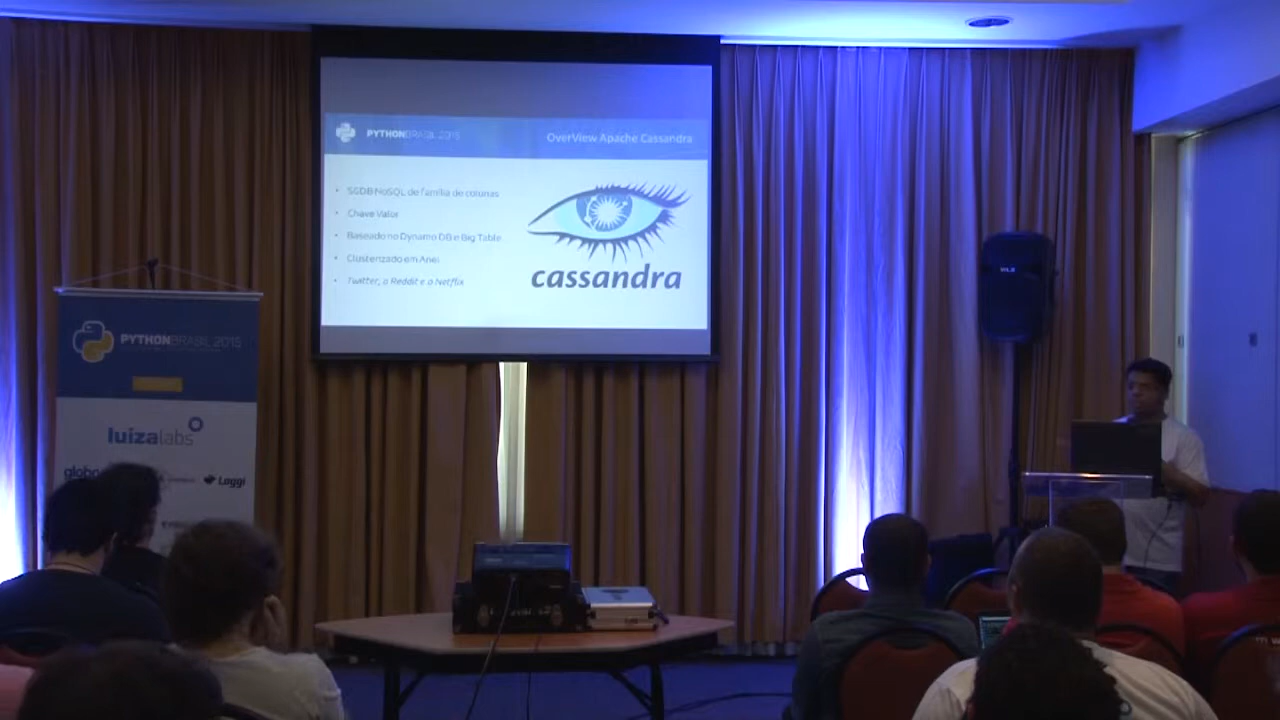 PYTHONBRASIL 2015
OverView Apache Cassandra
• SGDB NoSQL de família de colunas
• Chave Valor
• Baseado no Dynamo DB e Big Table
• Clusterizado em Anel
• Twitter, o Reddit e o Netflix
cassandra
PYTHONBRASIL 2015
luizalabs
globo
Loggi